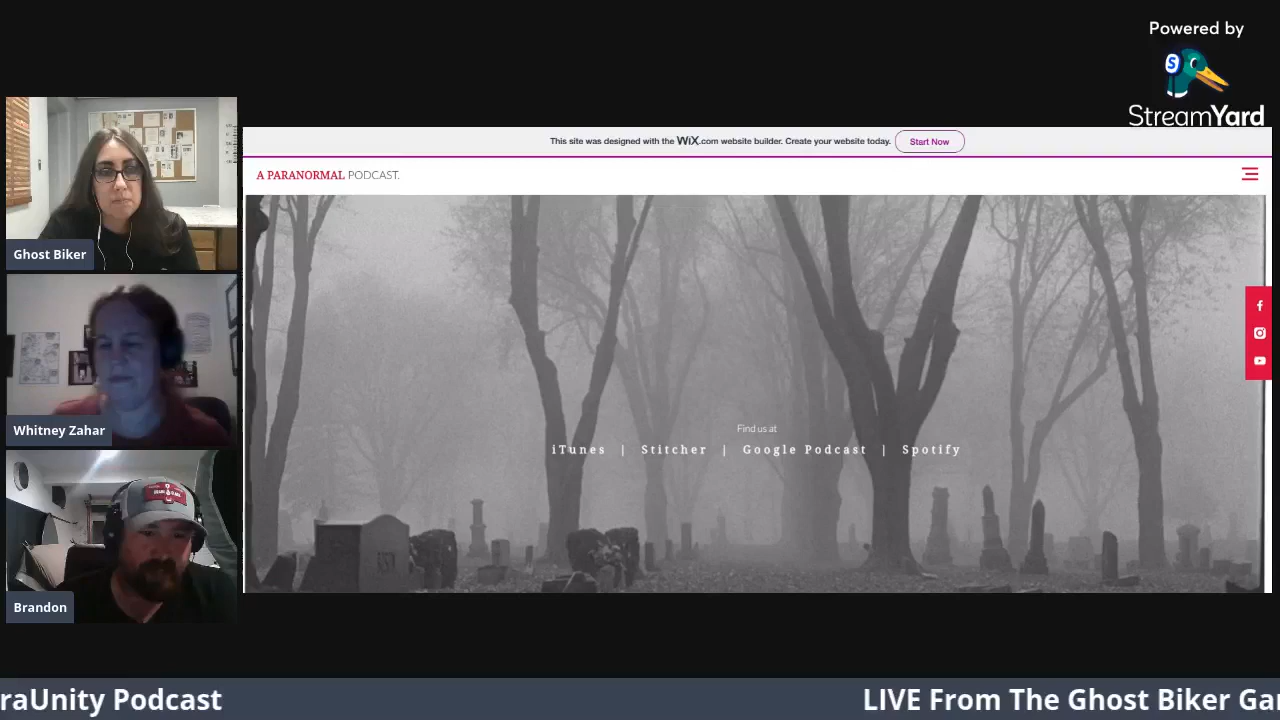 Powered by
StreamYard
This site was designed with the WiX.com website builder. Create your website today.
Start Now
A PARANORMAL PODCAST.
Find us at
iTunes | Stitcher | Google Podcast | Spotify
Ghost Biker
Whitney Zahar
Brandon
raUnity Podcast
LIVE From The Ghost Biker Gar